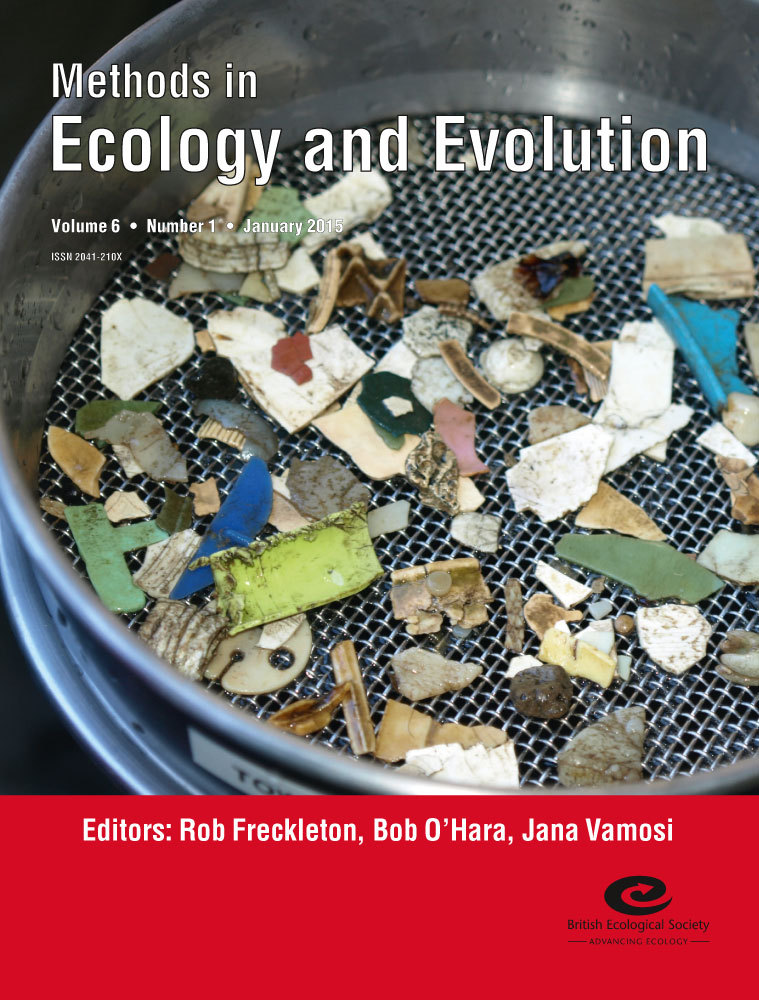 Methods in
Ecology and Evolution
Volume 6 • Number 1 • January 2015
ISSN 2041-210X
Editors: Rob Freckleton, Bob O'Hara, Jana Vamosi
British Ecological Society
ADVANCING ECOLOGY